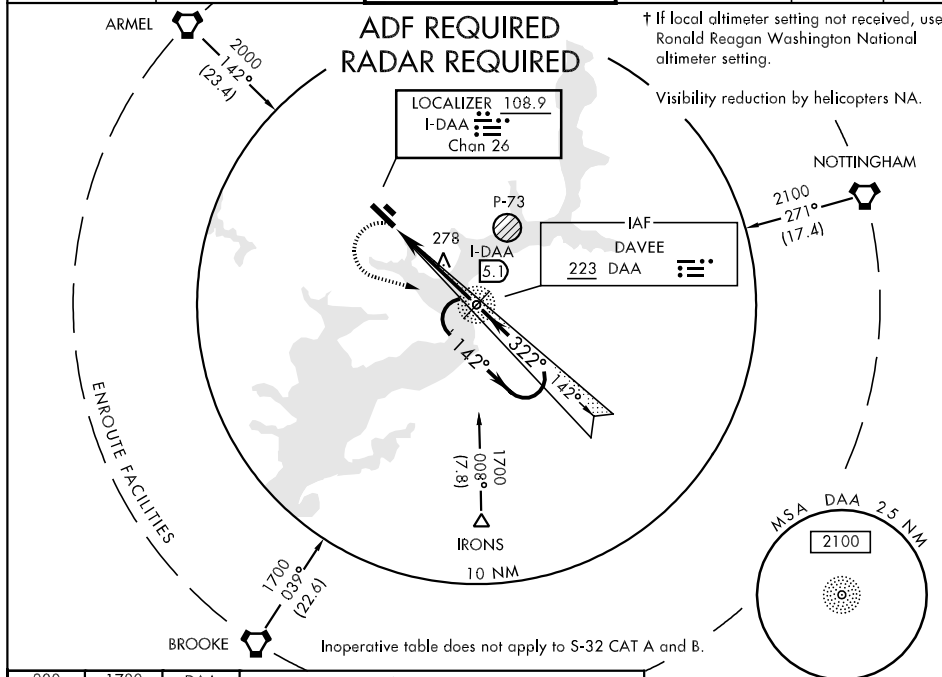 ARMEL
2000
142°
(23.4)
ADF REQUIRED
RADAR REQUIRED
† If local altimeter setting not received, use
Ronald Reagan Washington National
altimeter setting.
Visibility reduction by helicopters NA.
LOCALIZER 108.9
I-DAA
Chan 26
NOTTINGHAM
2100
271°
(17.4)
P-73
278
I-DAA
5.1
IAF
DAVEE
223 DAA
322°
142°
142°
1700
008°
(7.8)
IRONS
10 NM
ENROUTE FACILITIES
1700
039°
(22.6)
BROOKE
MSA DAA 25 NM
2100
Inoperative table does not apply to S-32 CAT A and B.
1700
DAA